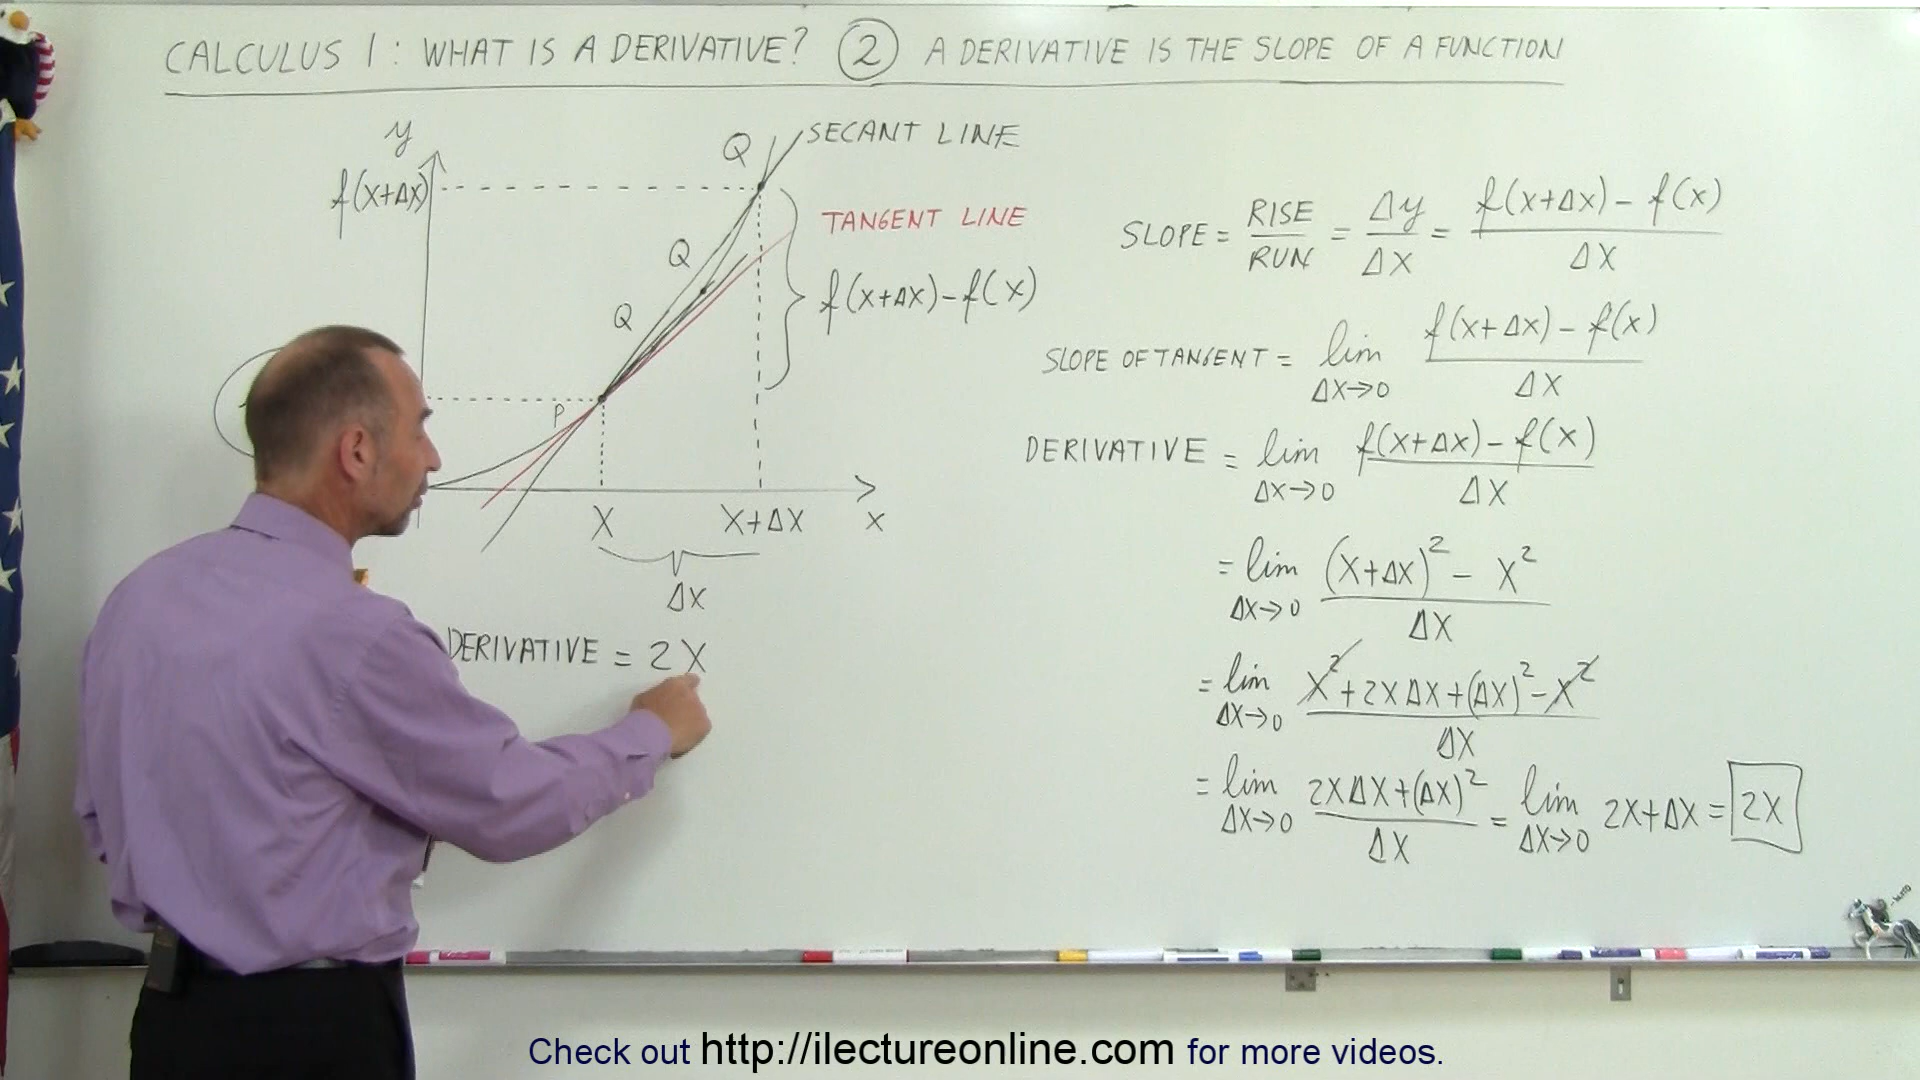 CALCULUS 1: WHAT IS A DERIVATIVE? ② A DERIVATIVE IS THE SLOPE OF A FUNCTION
y
f(x+Δx)
Q
SECANT LINE
TANGENT LINE
Q
f(x+Δx)-f(x)
Q
P
X
X+ΔX
x
ΔX
DERIVATIVE = 2X
SLOPE = RISE/RUN = Δy/ΔX = f(x+Δx)-f(x)/ΔX
SLOPE OF TANGENT = lim ΔX→0 f(x+Δx)-f(x)/ΔX
DERIVATIVE = lim ΔX→0 f(x+Δx)-f(x)/ΔX
= lim ΔX→0 (X+ΔX)²-X²/ΔX
= lim ΔX→0 X²+2XΔX+(ΔX)²-X²/ΔX
= lim ΔX→0 2XΔX+(ΔX)²/ΔX = lim ΔX→0 2X+ΔX = 2X
Check out http://ilectureonline.com for more videos.